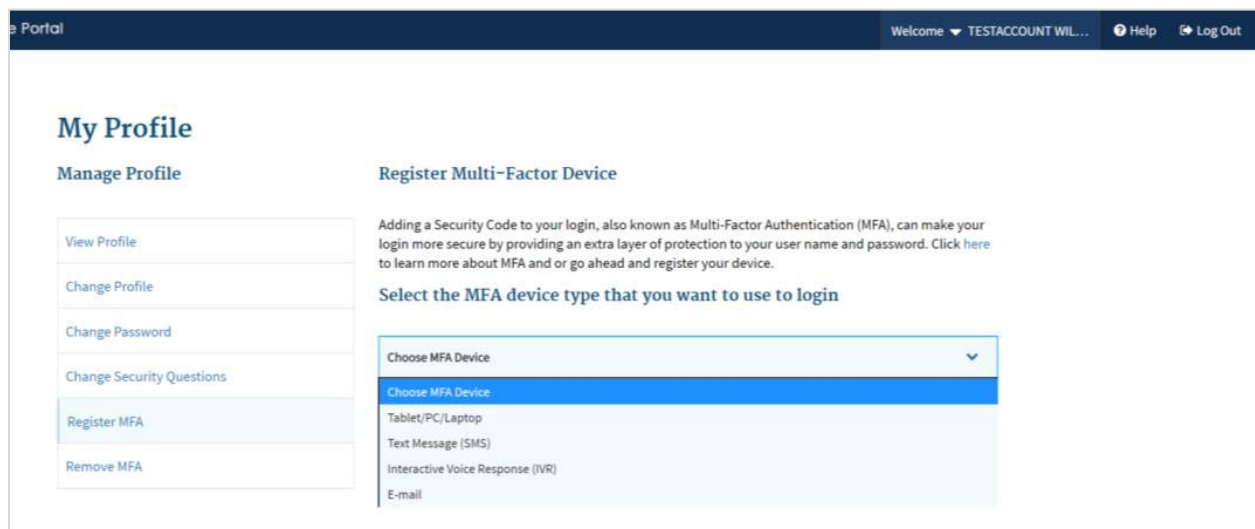 e Portal
Welcome TESTACCOUNT WIL...
Help
Log Out
My Profile
Manage Profile
View Profile
Change Profile
Change Password
Change Security Questions
Register MFA
Remove MFA
Register Multi-Factor Device
Adding a Security Code to your login, also known as Multi-Factor Authentication (MFA), can make your
login more secure by providing an extra layer of protection to your user name and password. Click here
to learn more about MFA and or go ahead and register your device.
Select the MFA device type that you want to use to login
Choose MFA Device
Choose MFA Device
Tablet/PC/Laptop
Text Message (SMS)
Interactive Voice Response (IVR)
E-mail